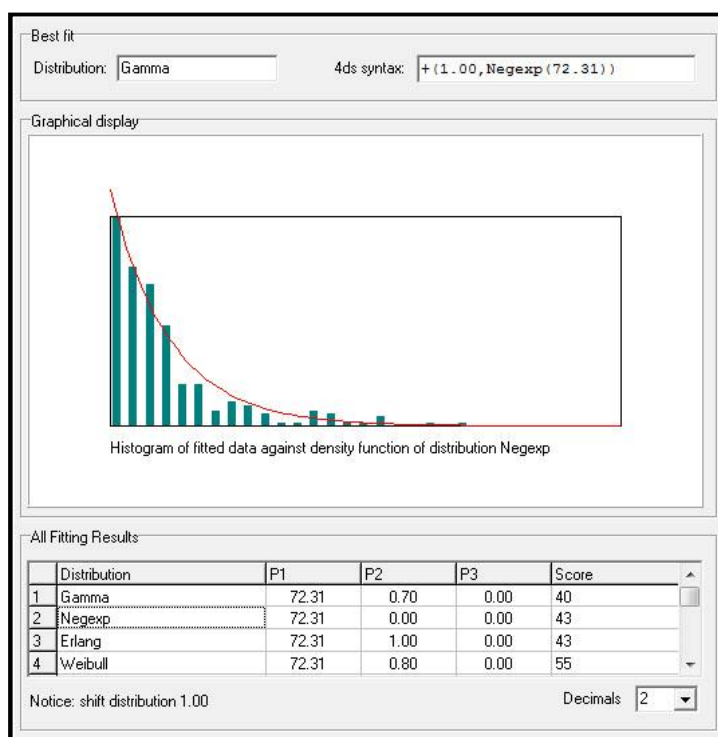 Best fit
Distribution: Gamma 4ds syntax: +(1.00,Negexp(72.31))
Graphical display
Histogram of fitted data against density function of distribution Negexp
All Fitting Results
Distribution P1 P2 P3 Score
1 Gamma 72.31 0.70 0.00 40
2 Negexp 72.31 0.00 0.00 43
3 Erlang 72.31 1.00 0.00 43
4 Weibull 72.31 0.80 0.00 55
Notice: shift distribution 1.00 Decimals 2